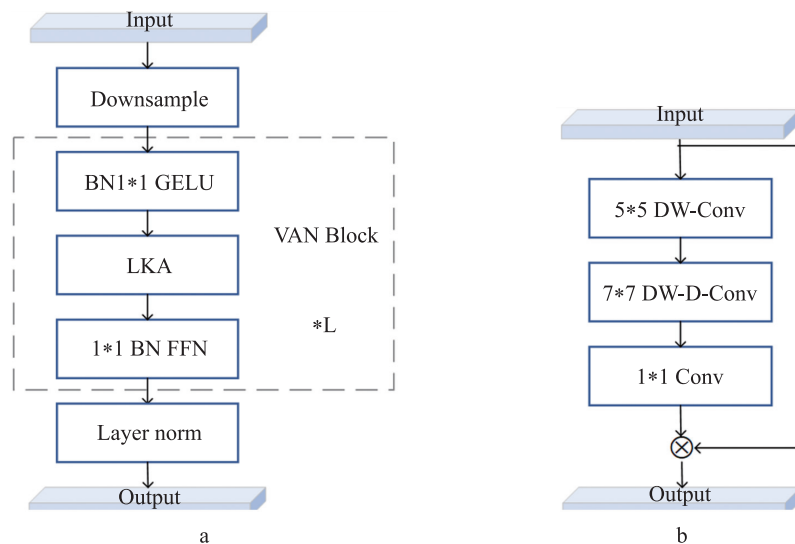 Input
Downsample
BN1*1 GELU
LKA
1*1 BN FFN
VAN Block
*L
Layer norm
Output
a
Input
5*5 DW-Conv
7*7 DW-D-Conv
1*1 Conv
Output
b